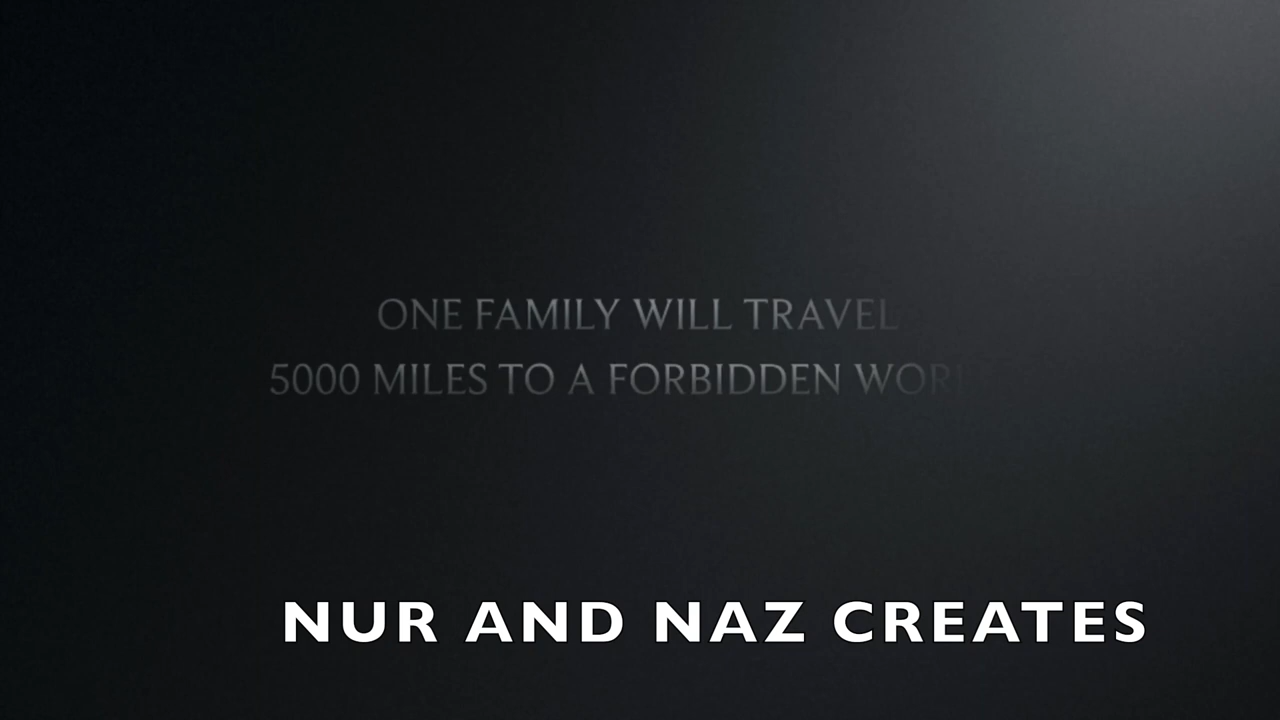 ONE FAMILY WILL TRAVEL
5000 MILES TO A FORBIDDEN
NUR AND NAZ CREATES